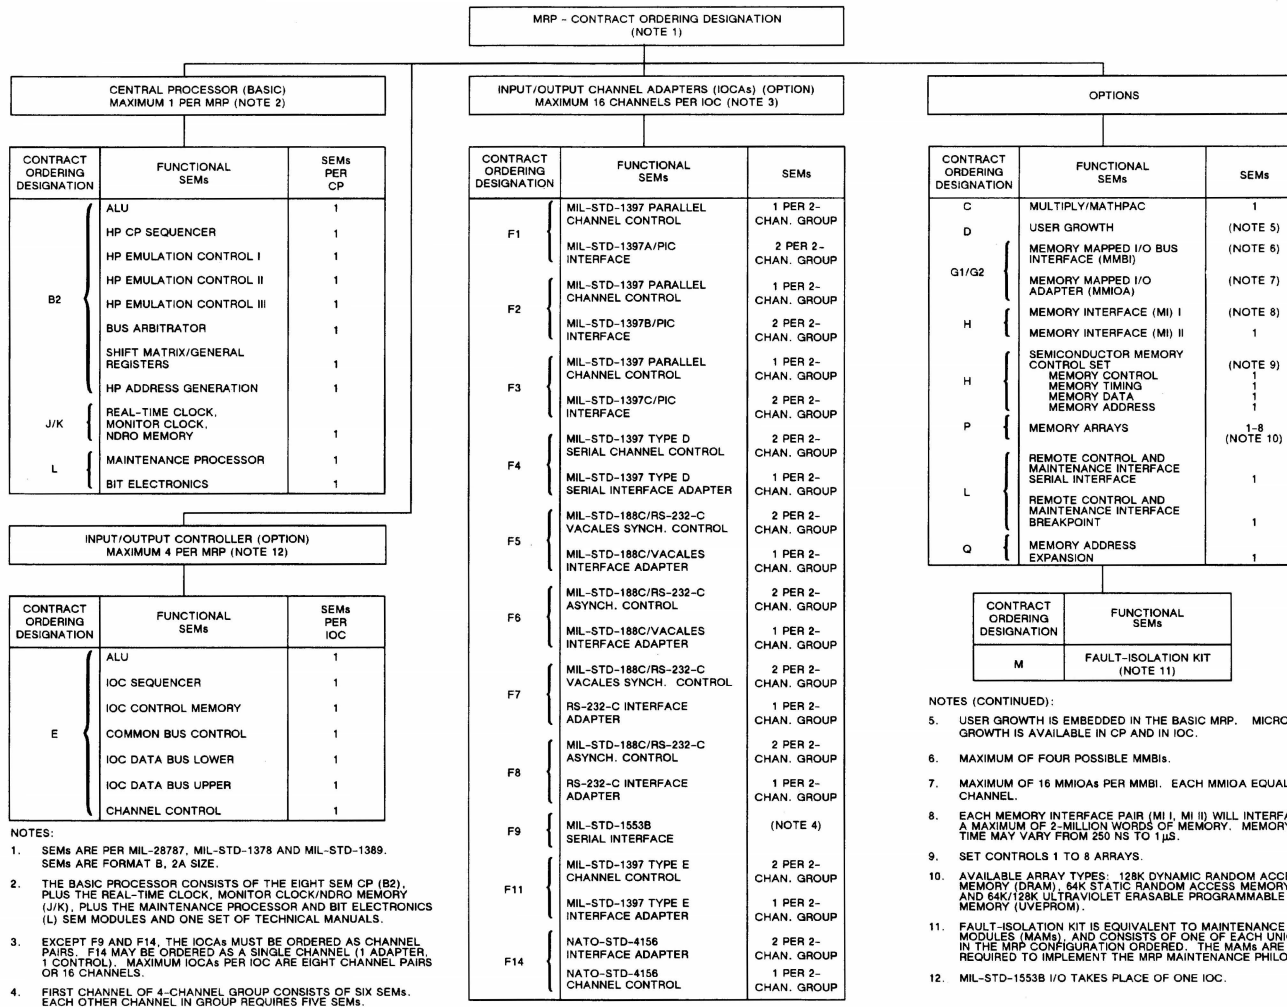 MRP - CONTRACT ORDERING DESIGNATION
(NOTE 1)
CENTRAL PROCESSOR (BASIC)
MAXIMUM 1 PER MRP (NOTE 2)
CONTRACT ORDERING DESIGNATION
FUNCTIONAL SEMs
SEMs PER CP
B2
ALU 1
HP CP SEQUENCER 1
HP EMULATION CONTROL I 1
HP EMULATION CONTROL II 1
HP EMULATION CONTROL III 1
BUS ARBITRATOR 1
SHIFT MATRIX/GENERAL
REGISTERS 1
HP ADDRESS GENERATION 1
J/K
REAL-TIME CLOCK,
MONITOR CLOCK,
NDRO MEMORY 1
L
MAINTENANCE PROCESSOR 1
BIT ELECTRONICS 1
INPUT/OUTPUT CONTROLLER (OPTION)
MAXIMUM 4 PER MRP (NOTE 12)
CONTRACT ORDERING DESIGNATION
FUNCTIONAL SEMs
SEMs PER IOC
E
ALU 1
IOC SEQUENCER 1
IOC CONTROL MEMORY 1
COMMON BUS CONTROL 1
IOC DATA BUS LOWER 1
IOC DATA BUS UPPER 1
CHANNEL CONTROL 1
NOTES:
1. SEMs ARE PER MIL-28787, MIL-STD-1378 AND MIL-STD-1389.
SEMs ARE FORMAT B, 2A SIZE.
2. THE BASIC PROCESSOR CONSISTS OF THE EIGHT SEM CP (B2),
PLUS THE REAL-TIME CLOCK, MONITOR CLOCK/NDRO MEMORY
(J/K), PLUS THE MAINTENANCE PROCESSOR AND BIT ELECTRONICS
(L) SEM MODULES AND ONE SET OF TECHNICAL MANUALS.
3. EXCEPT F9 AND F14, THE IOCAs MUST BE ORDERED AS CHANNEL
PAIRS. F14 MAY BE ORDERED AS A SINGLE CHANNEL (1 ADAPTER,
1 CONTROL). MAXIMUM IOCAs PER IOC ARE EIGHT CHANNEL PAIRS
OR 16 CHANNELS.
4. FIRST CHANNEL OF 4-CHANNEL GROUP CONSISTS OF SIX SEMs.
EACH OTHER CHANNEL IN GROUP REQUIRES FIVE SEMs.
INPUT/OUTPUT CHANNEL ADAPTERS (IOCAs) (OPTION)
MAXIMUM 16 CHANNELS PER IOC (NOTE 3)
CONTRACT ORDERING DESIGNATION
FUNCTIONAL SEMs
SEMs
F1
MIL-STD-1397 PARALLEL 1 PER 2-
CHANNEL CONTROL CHAN. GROUP
MIL-STD-1397A/PIC 2 PER 2-
INTERFACE CHAN. GROUP
F2
MIL-STD-1397 PARALLEL 1 PER 2-
CHANNEL CONTROL CHAN. GROUP
MIL-STD-1397B/PIC 2 PER 2-
INTERFACE CHAN. GROUP
F3
MIL-STD-1397 PARALLEL 1 PER 2-
CHANNEL CONTROL CHAN. GROUP
MIL-STD-1397C/PIC 2 PER 2-
INTERFACE CHAN. GROUP
F4
MIL-STD-1397 TYPE D 2 PER 2-
SERIAL CHANNEL CONTROL CHAN. GROUP
MIL-STD-1397 TYPE D 1 PER 2-
SERIAL INTERFACE ADAPTER CHAN. GROUP
F5
MIL-STD-188C/RS-232-C 2 PER 2-
VACALES SYNCH. CONTROL CHAN. GROUP
MIL-STD-188C/VACALES 1 PER 2-
INTERFACE ADAPTER CHAN. GROUP
F6
MIL-STD-188C/RS-232-C 2 PER 2-
ASYNCH. CONTROL CHAN. GROUP
MIL-STD-188C/VACALES 1 PER 2-
INTERFACE ADAPTER CHAN. GROUP
F7
MIL-STD-188C/RS-232-C 2 PER 2-
VACALES SYNCH. CONTROL CHAN. GROUP
RS-232-C INTERFACE 1 PER 2-
ADAPTER CHAN. GROUP
F8
MIL-STD-188C/RS-232-C 2 PER 2-
ASYNCH. CONTROL CHAN. GROUP
RS-232-C INTERFACE 1 PER 2-
ADAPTER CHAN. GROUP
F9
MIL-STD-1553B (NOTE 4)
SERIAL INTERFACE
F11
MIL-STD-1397 TYPE E 2 PER 2-
CHANNEL CONTROL CHAN. GROUP
MIL-STD-1397 TYPE E 1 PER 2-
INTERFACE ADAPTER CHAN. GROUP
F14
NATO-STD-4156 2 PER 2-
INTERFACE ADAPTER CHAN. GROUP
NATO-STD-4156 1 PER 2-
CHANNEL CONTROL CHAN. GROUP
OPTIONS
CONTRACT ORDERING DESIGNATION
FUNCTIONAL SEMs
SEMs
C MULTIPLY/MATHPAC 1
D USER GROWTH (NOTE 5)
G1/G2
MEMORY MAPPED I/O BUS (NOTE 6)
INTERFACE (MMBI)
MEMORY MAPPED I/O (NOTE 7)
ADAPTER (MMIOA)
H
MEMORY INTERFACE (MI) I (NOTE 8)
MEMORY INTERFACE (MI) II 1
H
SEMICONDUCTOR MEMORY
CONTROL SET (NOTE 9)
MEMORY CONTROL 1
MEMORY TIMING 1
MEMORY DATA 1
MEMORY ADDRESS 1
P MEMORY ARRAYS 1-8
(NOTE 10)
L
REMOTE CONTROL AND
MAINTENANCE INTERFACE
SERIAL INTERFACE 1
REMOTE CONTROL AND
MAINTENANCE INTERFACE
BREAKPOINT 1
Q
MEMORY ADDRESS
EXPANSION 1
CONTRACT ORDERING DESIGNATION
FUNCTIONAL SEMs
M FAULT-ISOLATION KIT
(NOTE 11)
NOTES (CONTINUED):
5. USER GROWTH IS EMBEDDED IN THE BASIC MRP. MICRO
GROWTH IS AVAILABLE IN CP AND IN IOC.
6. MAXIMUM OF FOUR POSSIBLE MMBIs.
7. MAXIMUM OF 16 MMIOAs PER MMBI. EACH MMIOA EQUAL
CHANNEL.
8. EACH MEMORY INTERFACE PAIR (MI I, MI II) WILL INTERFA
A MAXIMUM OF 2-MILLION WORDS OF MEMORY. MEMORY
TIME MAY VARY FROM 250 NS TO 1 µS.
9. SET CONTROLS 1 TO 8 ARRAYS.
10. AVAILABLE ARRAY TYPES: 128K DYNAMIC RANDOM ACCE
MEMORY (DRAM), 64K STATIC RANDOM ACCESS MEMORY
AND 64K/128K ULTRAVIOLET ERASABLE PROGRAMMABLE
MEMORY (UVEPROM).
11. FAULT-ISOLATION KIT IS EQUIVALENT TO MAINTENANCE
MODULES (MAMs), AND CONSISTS OF ONE OF EACH UNI
IN THE MRP CONFIGURATION ORDERED. THE MAMs ARE
REQUIRED TO IMPLEMENT THE MRP MAINTENANCE PHILO
12. MIL-STD-1553B I/O TAKES PLACE OF ONE IOC.